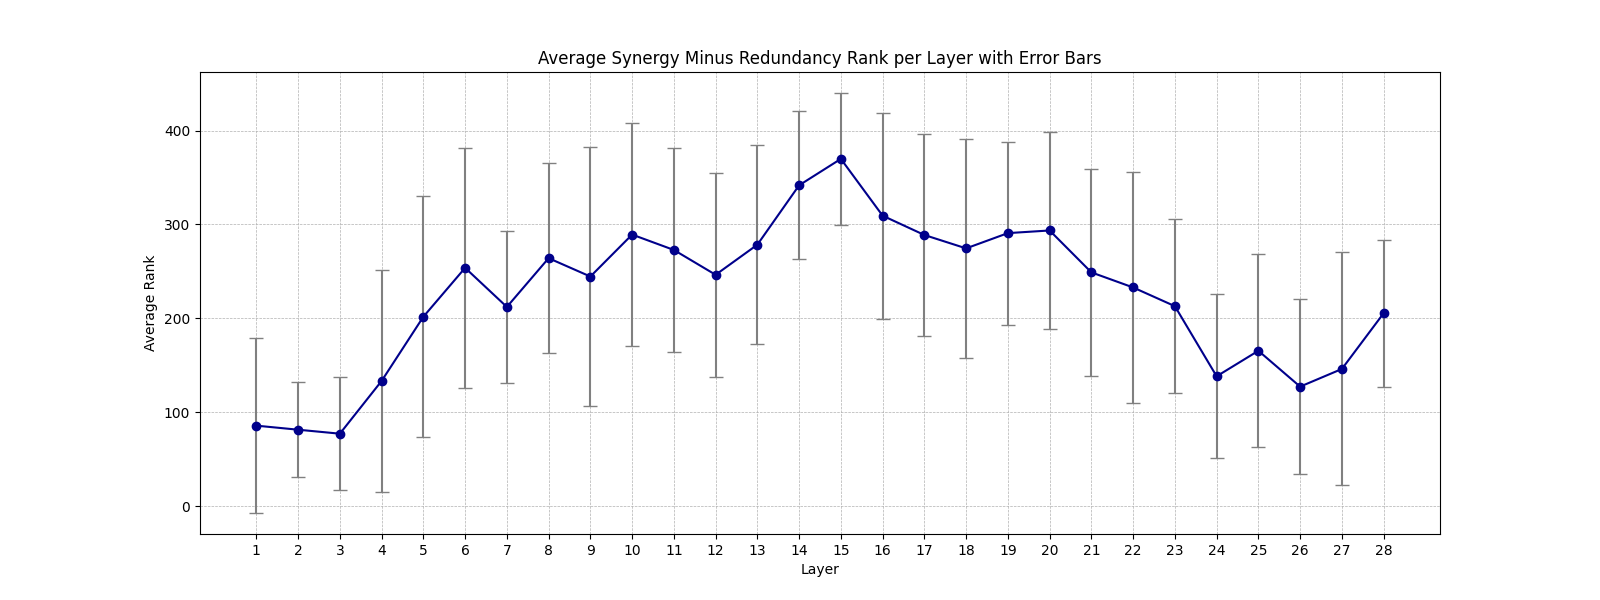 Average Synergy Minus Redundancy Rank per Layer with Error Bars
400
300
200
100
0
Average Rank
1 2 3 4 5 6 7 8 9 10 11 12 13 14 15 16 17 18 19 20 21 22 23 24 25 26 27 28
Layer